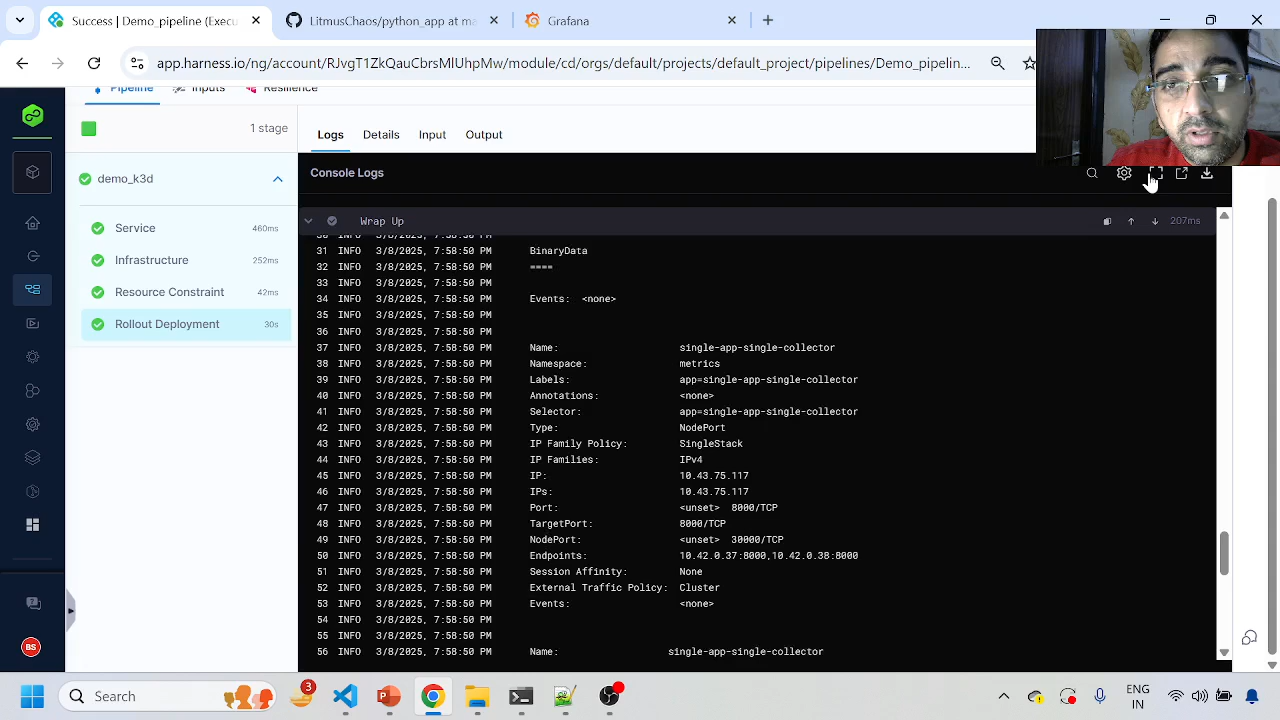 Success | Demo_pipeline (Execu
LitmusChaos/python_app at ma
Grafana
app.harness.io/ng/account/RJvgT1ZkQauCbrsMIUhpMw/module/cd/orgs/default/projects/default_project/pipelines/Demo_pipelin...
Pipeline
Inputs
Resilience
1 stage
Logs
Details
Input
Output
demo_k3d
Console Logs
Service 460ms
Infrastructure 252ms
Resource Constraint 42ms
Rollout Deployment 30s
Wrap Up 207ms
30 INFO 3/8/2025, 7:58:50 PM
31 INFO 3/8/2025, 7:58:50 PM BinaryData
32 INFO 3/8/2025, 7:58:50 PM ====
33 INFO 3/8/2025, 7:58:50 PM
34 INFO 3/8/2025, 7:58:50 PM Events: <none>
35 INFO 3/8/2025, 7:58:50 PM
36 INFO 3/8/2025, 7:58:50 PM
37 INFO 3/8/2025, 7:58:50 PM Name: single-app-single-collector
38 INFO 3/8/2025, 7:58:50 PM Namespace: metrics
39 INFO 3/8/2025, 7:58:50 PM Labels: app=single-app-single-collector
40 INFO 3/8/2025, 7:58:50 PM Annotations: <none>
41 INFO 3/8/2025, 7:58:50 PM Selector: app=single-app-single-collector
42 INFO 3/8/2025, 7:58:50 PM Type: NodePort
43 INFO 3/8/2025, 7:58:50 PM IP Family Policy: SingleStack
44 INFO 3/8/2025, 7:58:50 PM IP Families: IPv4
45 INFO 3/8/2025, 7:58:50 PM IP: 10.43.75.117
46 INFO 3/8/2025, 7:58:50 PM IPs: 10.43.75.117
47 INFO 3/8/2025, 7:58:50 PM Port: <unset> 8000/TCP
48 INFO 3/8/2025, 7:58:50 PM TargetPort: 8000/TCP
49 INFO 3/8/2025, 7:58:50 PM NodePort: <unset> 30000/TCP
50 INFO 3/8/2025, 7:58:50 PM Endpoints: 10.42.0.37:8000,10.42.0.38:8000
51 INFO 3/8/2025, 7:58:50 PM Session Affinity: None
52 INFO 3/8/2025, 7:58:50 PM External Traffic Policy: Cluster
53 INFO 3/8/2025, 7:58:50 PM Events: <none>
54 INFO 3/8/2025, 7:58:50 PM
55 INFO 3/8/2025, 7:58:50 PM
56 INFO 3/8/2025, 7:58:50 PM Name: single-app-single-collector
BS
Search
3
ENG
IN